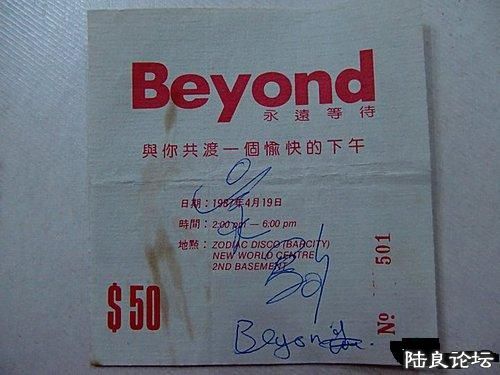 Beyond
永遠等待
與你共渡一個愉快的下午
日期：1987年4月19日
時間：2:00 pm — 6:00 pm
地點：ZODIAC DISCO (BARCITY)
NEW WORLD CENTRE
2ND BASEMENT
$50
Nº 501
Beyond
陆良论坛